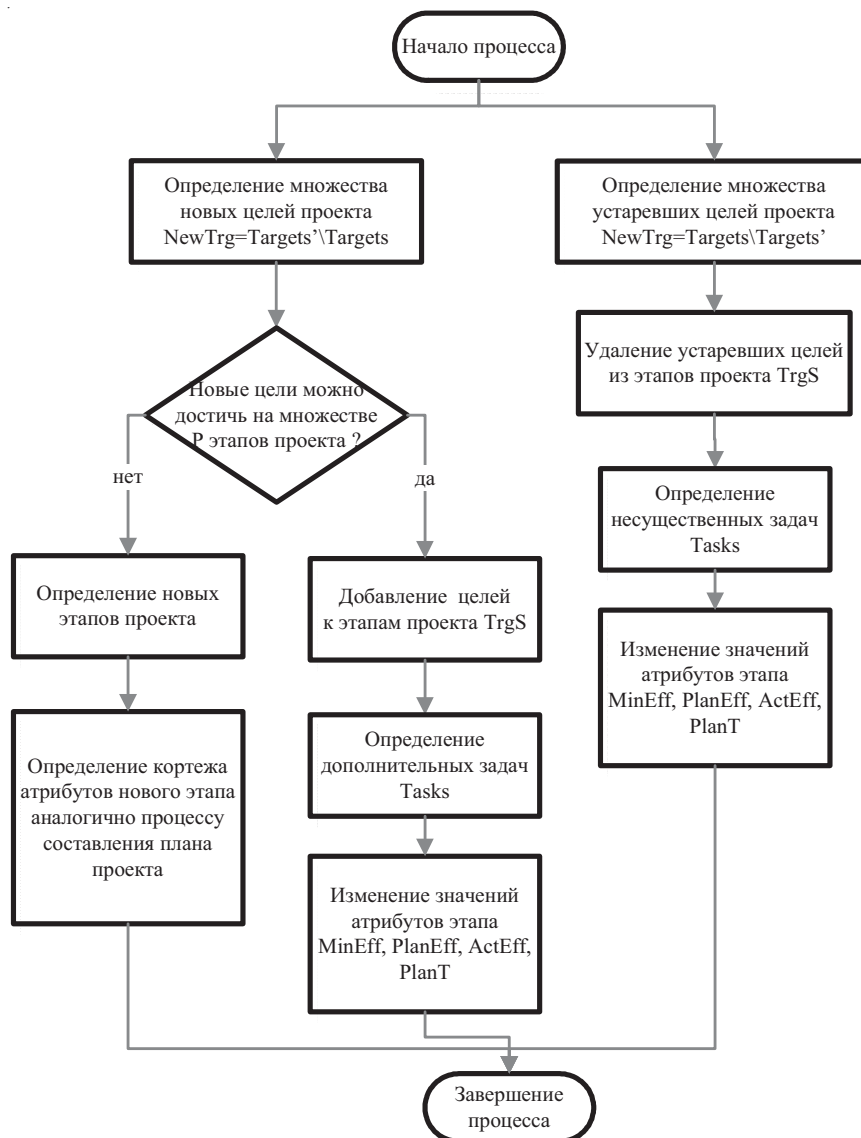 Начало процесса
Определение множества
новых целей проекта
NewTrg=Targets’\Targets
Определение множества
устаревших целей проекта
NewTrg=Targets\Targets’
Удаление устаревших целей
из этапов проекта TrgS
Новые цели можно
достичь на множестве
P этапов проекта ?
нет
да
Определение
несущественных задач
Tasks
Определение новых
этапов проекта
Добавление целей
к этапам проекта TrgS
Изменение значений
атрибутов этапа
MinEff, PlanEff, ActEff,
PlanT
Определение кортежа
атрибутов нового этапа
аналогично процессу
составления плана
проекта
Определение
дополнительных задач
Tasks
Изменение значений
атрибутов этапа
MinEff, PlanEff, ActEff,
PlanT
Завершение
процесса